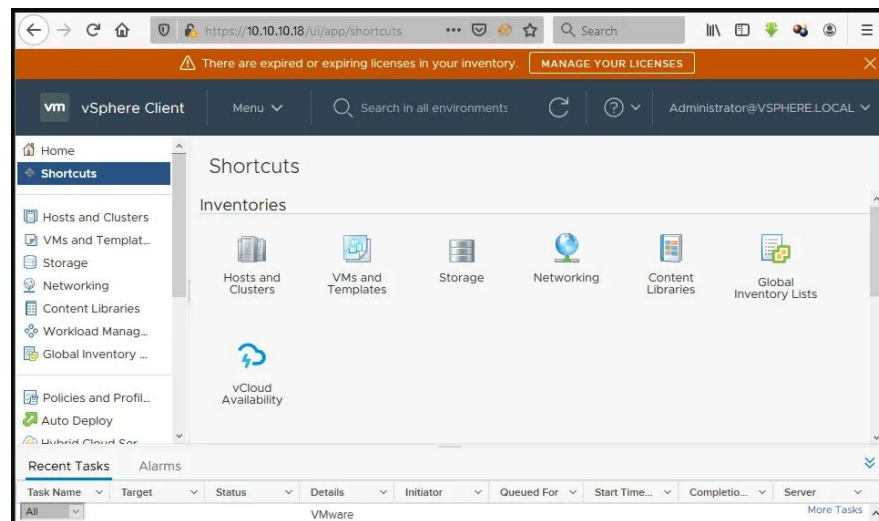 https://10.10.10.18/ui/app/shortcuts
Search
There are expired or expiring licenses in your inventory. MANAGE YOUR LICENSES
vm vSphere Client Menu Search in all environments Administrator@VSPHERE.LOCAL
Home
Shortcuts
Hosts and Clusters
VMs and Templat...
Storage
Networking
Content Libraries
Workload Manag...
Global Inventory ...
Policies and Profil...
Auto Deploy
Hybrid Cloud Ser...
Shortcuts
Inventories
Hosts and
Clusters
VMs and
Templates
Storage
Networking
Content
Libraries
Global
Inventory Lists
vCloud
Availability
Recent Tasks Alarms
Task Name Target Status Details Initiator Queued For Start Time... Completio... Server
All VMware More Tasks